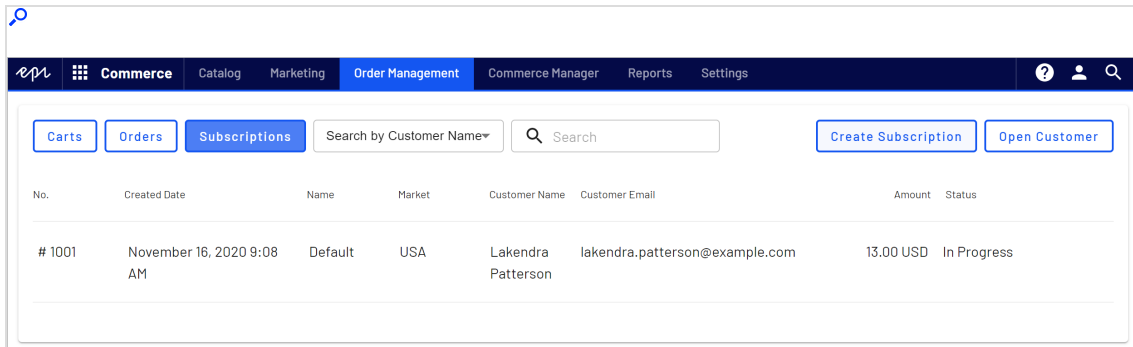 epi Commerce Catalog Marketing Order Management Commerce Manager Reports Settings ?
Carts Orders Subscriptions Search by Customer Name Search Create Subscription Open Customer
No. Created Date Name Market Customer Name Customer Email Amount Status
# 1001 November 16, 2020 9:08 Default USA Lakendra lakendra.patterson@example.com 13.00 USD In Progress
AM Patterson